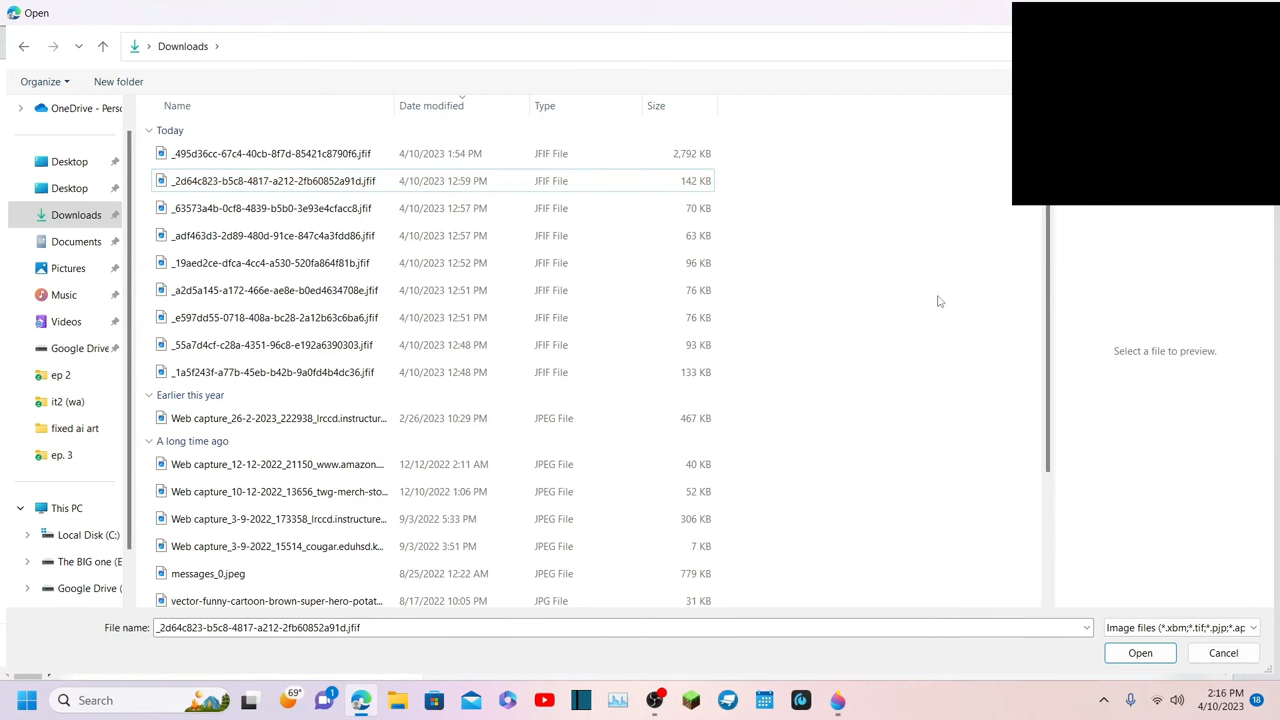 Open
Downloads
Organize New folder
OneDrive - Pers
Name Date modified Type Size
Today
_495d36cc-67c4-40cb-8f7d-85421c8790f6.jfif 4/10/2023 1:54 PM JFIF File 2,792 KB
Desktop
_2d64c823-b5c8-4817-a212-2fb60852a91d.jfif 4/10/2023 12:59 PM JFIF File 142 KB
Desktop
_63573a4b-0cf8-4839-b5b0-3e93e4cfacc8.jfif 4/10/2023 12:57 PM JFIF File 70 KB
Downloads
_adf463d3-2d89-480d-91ce-847c4a3fdd86.jfif 4/10/2023 12:57 PM JFIF File 63 KB
Documents
_19aed2ce-dfca-4cc4-a530-520fa864f81b.jfif 4/10/2023 12:52 PM JFIF File 96 KB
Pictures
_a2d5a145-a172-466e-ae8e-b0ed4634708e.jfif 4/10/2023 12:51 PM JFIF File 76 KB
Music
_e597dd55-0718-408a-bc28-2a12b63c6ba6.jfif 4/10/2023 12:51 PM JFIF File 76 KB
Videos
_55a7d4cf-c28a-4351-96c8-e192a6390303.jfif 4/10/2023 12:48 PM JFIF File 93 KB
Google Drive
Select a file to preview.
_1a5f243f-a77b-45eb-b42b-9a0fd4b4dc36.jfif 4/10/2023 12:48 PM JFIF File 133 KB
ep 2
Earlier this year
it2 (wa)
Web capture_26-2-2023_222938_lrccd.instructur... 2/26/2023 10:29 PM JPEG File 467 KB
fixed ai art
A long time ago
ep. 3
Web capture_12-12-2022_21150_www.amazon.... 12/12/2022 2:11 AM JPEG File 40 KB
Web capture_10-12-2022_13656_twg-merch-sto... 12/10/2022 1:06 PM JPEG File 52 KB
This PC
Web capture_3-9-2022_173358_lrccd.instructure... 9/3/2022 5:33 PM JPEG File 306 KB
Local Disk (C:)
Web capture_3-9-2022_15514_cougar.eduhsd.k... 9/3/2022 3:51 PM JPEG File 7 KB
The BIG one (E
messages_0.jpeg 8/25/2022 12:22 AM JPEG File 779 KB
Google Drive (
vector-funny-cartoon-brown-super-hero-potat... 8/17/2022 10:05 PM JPG File 31 KB
File name: _2d64c823-b5c8-4817-a212-2fb60852a91d.jfif Image files (*.xbm;*.tif;*.pjp;*.ap
Open Cancel
Search 69° 1 2:16 PM
4/10/2023 18